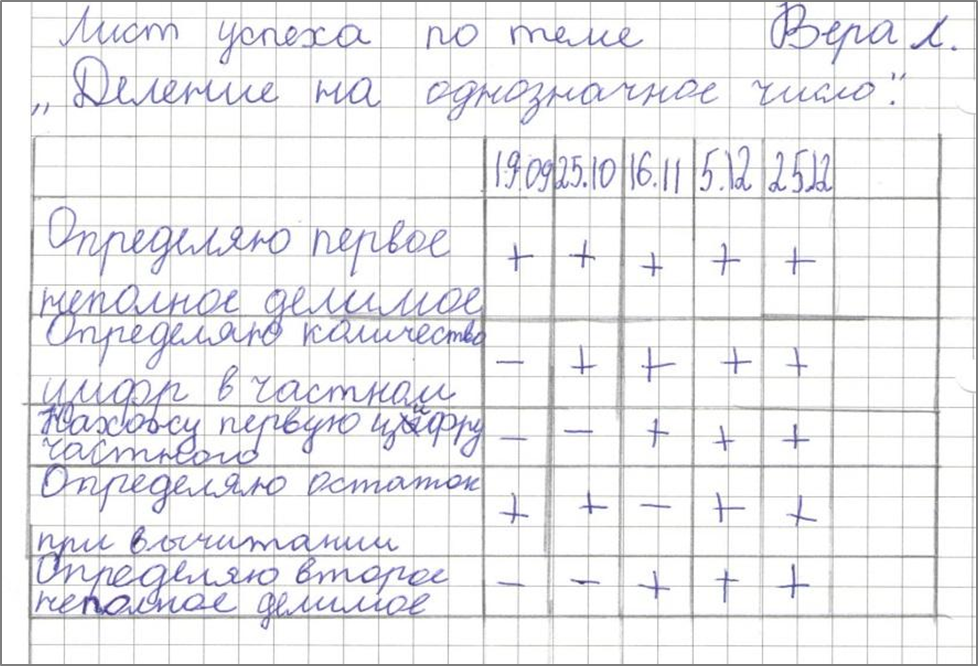 Лист успеха по теме Вера Л.
„Деление на однозначное число".
19.09 25.10 16.11 5.12 25.12
Определяю первое
неполное делимое + + + + +
Определяю количество
цифр в частном − + + + +
Нахожу первую цифру
частного − − + + +
Определяю остаток
при вычитании + + − + +
Определяю второе
неполное делимое − − + + +